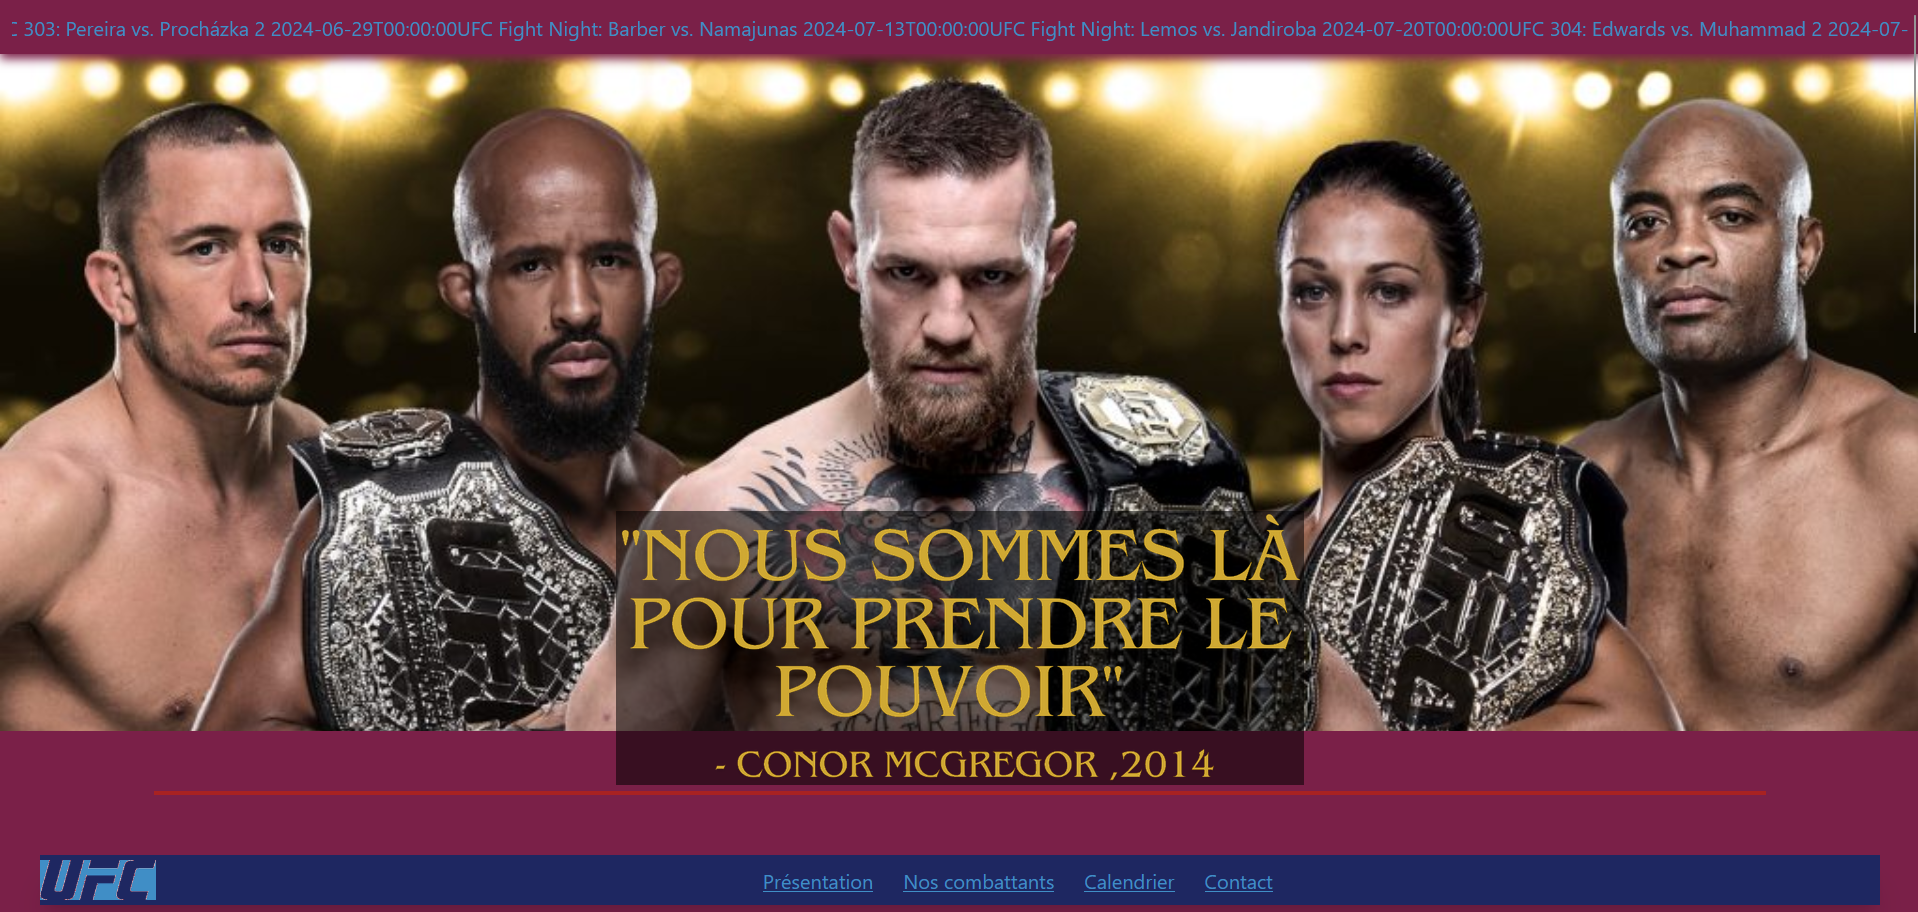 303: Pereira vs. Procházka 2 2024-06-29T00:00:00UFC Fight Night: Barber vs. Namajunas 2024-07-13T00:00:00UFC Fight Night: Lemos vs. Jandiroba 2024-07-20T00:00:00UFC 304: Edwards vs. Muhammad 2 2024-07-
"NOUS SOMMES LÀ
POUR PRENDRE LE
POUVOIR"
- CONOR MCGREGOR ,2014
UFC
Présentation Nos combattants Calendrier Contact